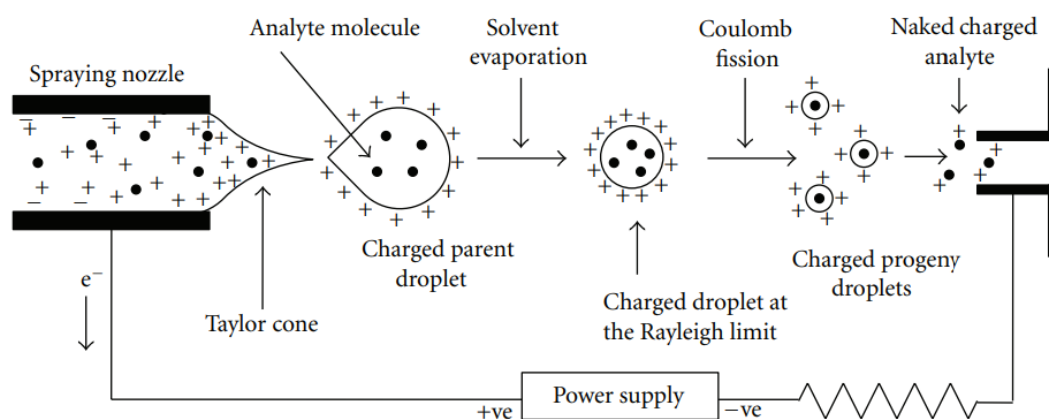 Spraying nozzle
Analyte molecule
Solvent
evaporation
Coulomb
fission
Naked charged
analyte
Charged parent
droplet
Charged progeny
droplets
Charged droplet at
the Rayleigh limit
Taylor cone
e⁻
+ve
Power supply
−ve